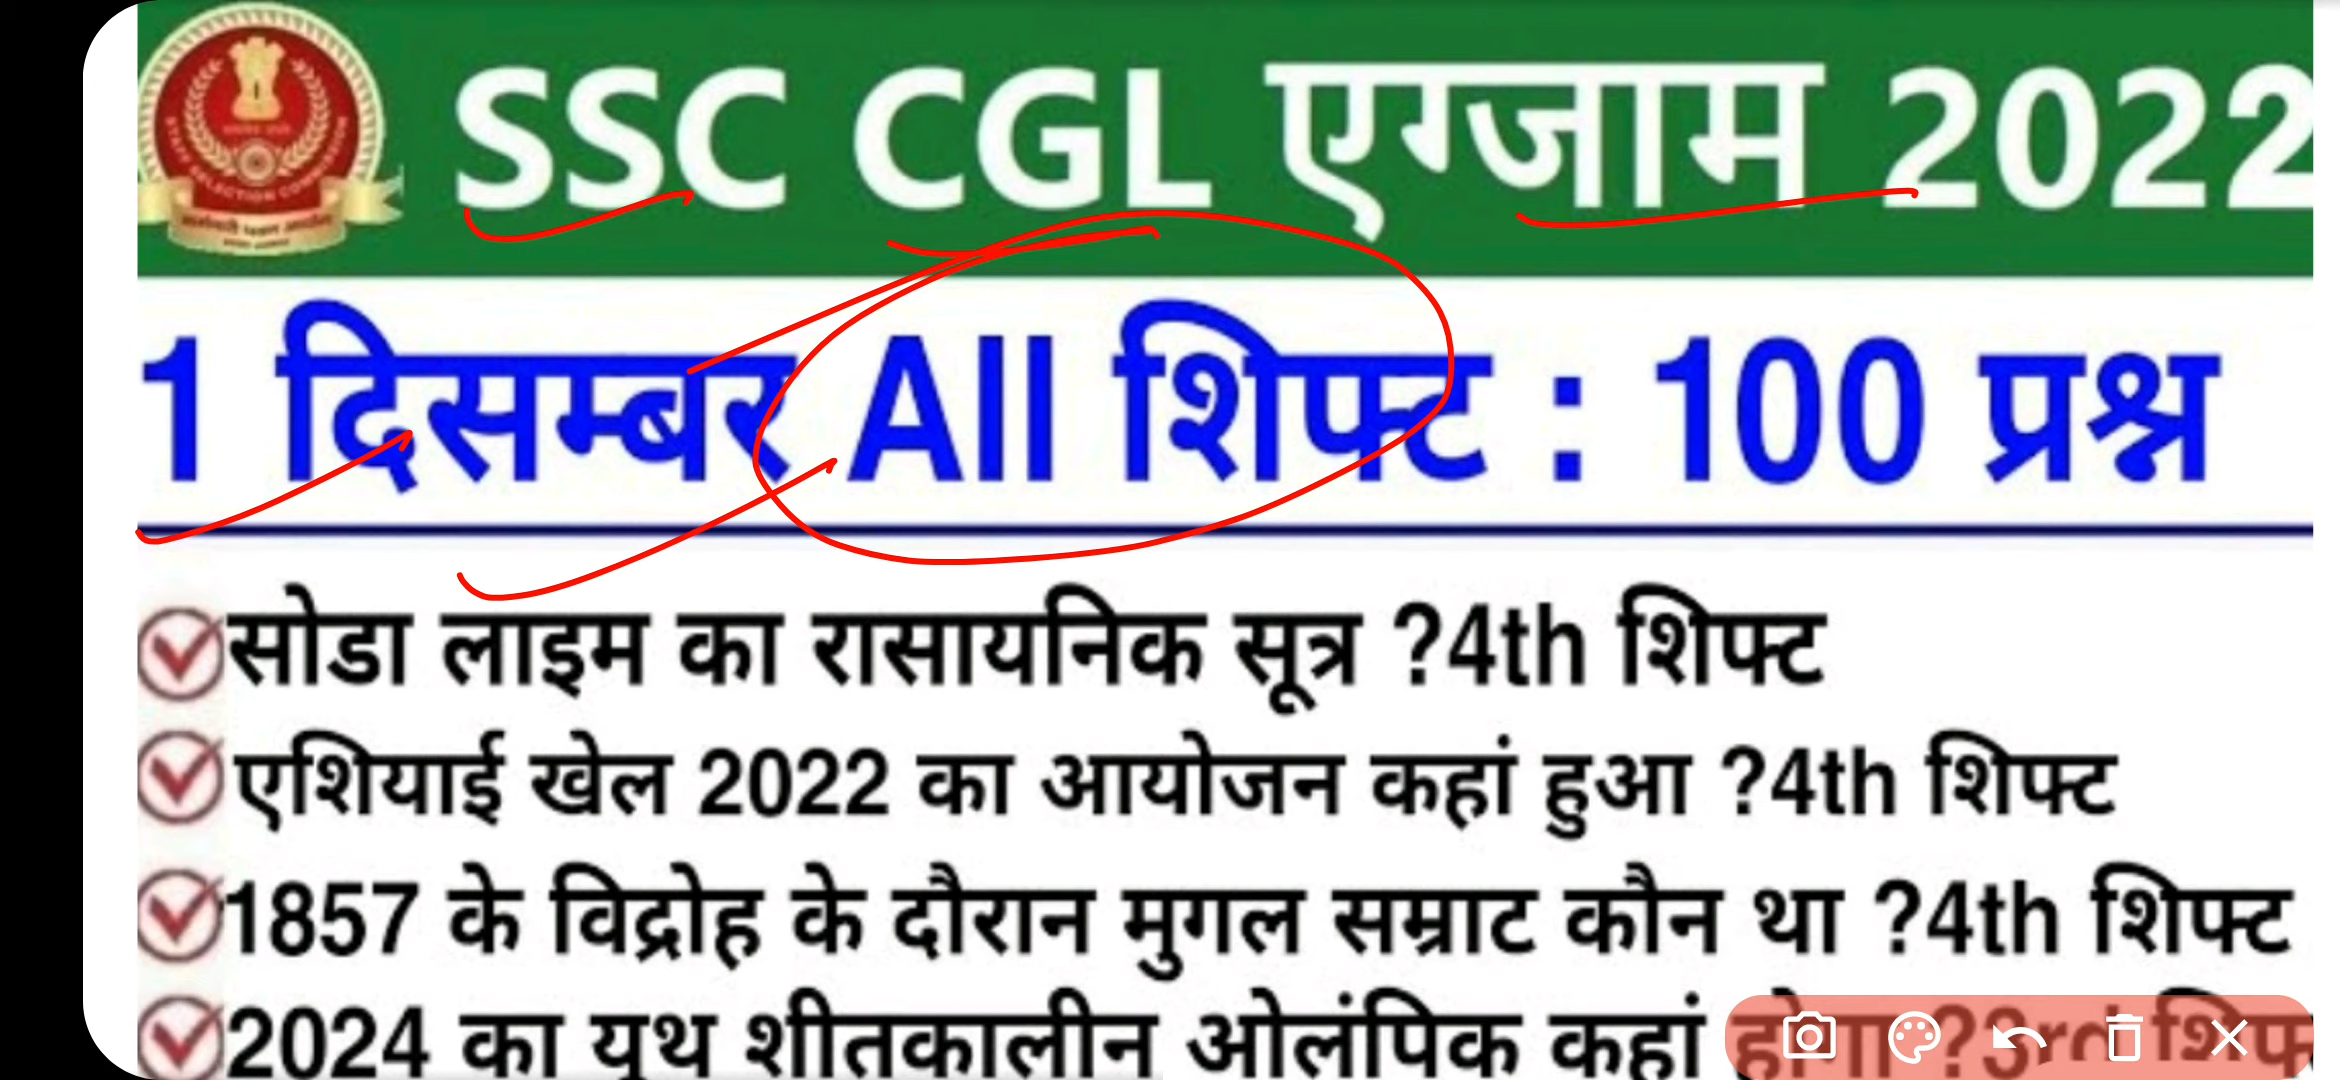 SSC CGL एग्जाम 2022
1 दिसम्बर All शिफ्ट : 100 प्रश्न
सोडा लाइम का रासायनिक सूत्र ?4th शिफ्ट
एशियाई खेल 2022 का आयोजन कहां हुआ ?4th शिफ्ट
1857 के विद्रोह के दौरान मुगल सम्राट कौन था ?4th शिफ्ट
2024 का यूथ शीतकालीन ओलंपिक कहां होगा ?3rd